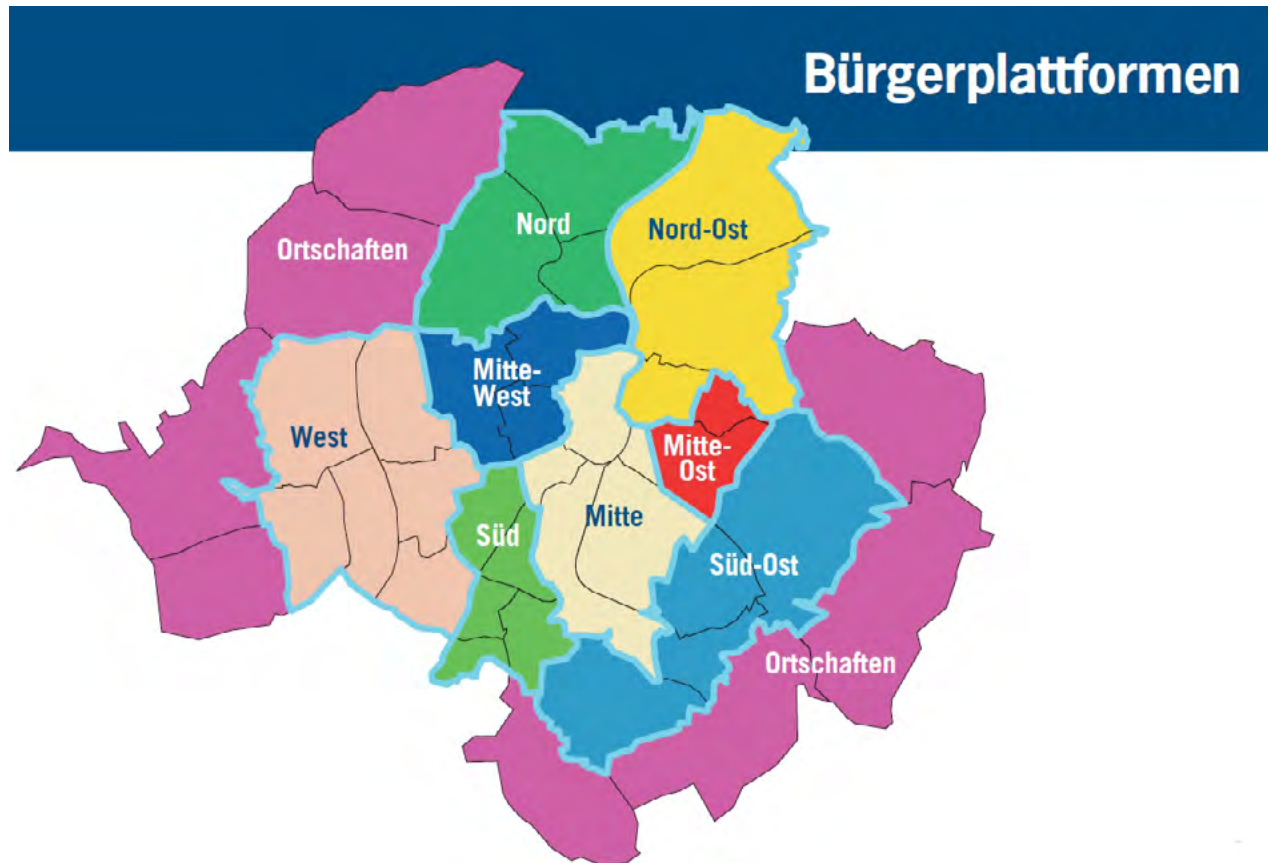 Bürgerplattformen
Nord
Nord-Ost
Ortschaften
Mitte-
West
West
Mitte-
Ost
Mitte
Süd
Süd-Ost
Ortschaften